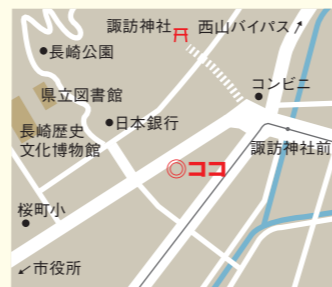 諏訪神社
西山バイパス
長崎公園
コンビニ
県立図書館
日本銀行
長崎歴史
文化博物館
諏訪神社前
ココ
桜町小
市役所